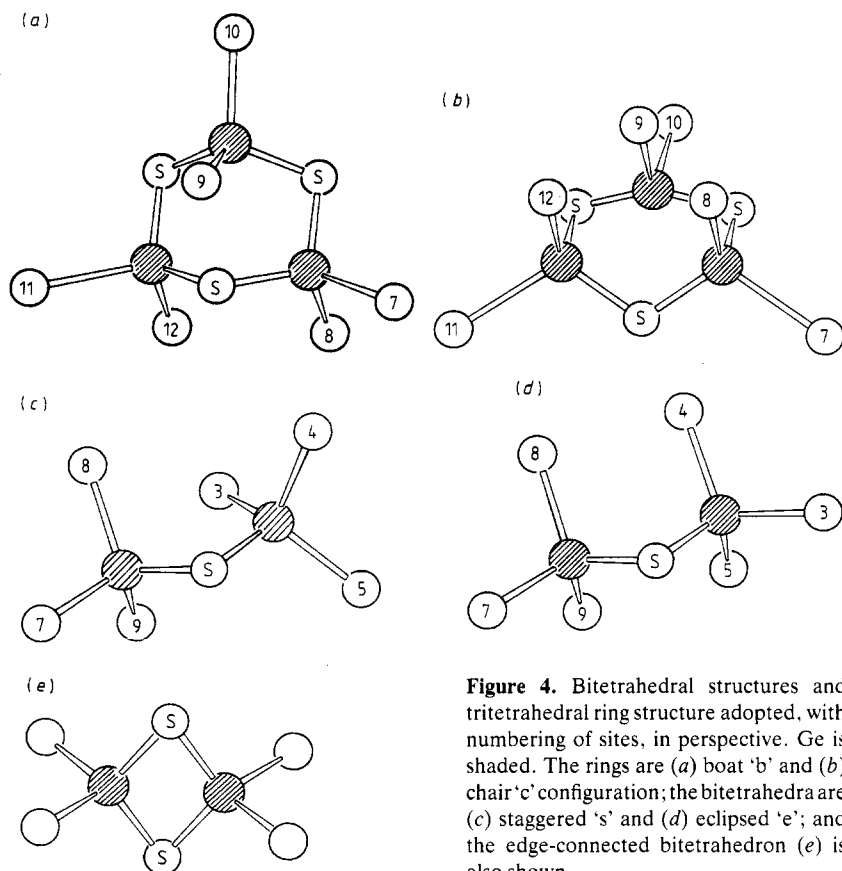 (a)
10
S
9
S
11
S
7
12
8
(b)
9
10
12
S
8
S
11
S
7
(c)
8
4
3
S
7
9
5
(d)
8
4
3
S
5
7
9
(e)
S
S
Figure 4. Bitetrahedral structures and
tritetrahedral ring structure adopted, with
numbering of sites, in perspective. Ge is
shaded. The rings are (a) boat 'b' and (b)
chair 'c' configuration; the bitetrahedra are
(c) staggered 's' and (d) eclipsed 'e'; and
the edge-connected bitetrahedron (e) is
also shown.